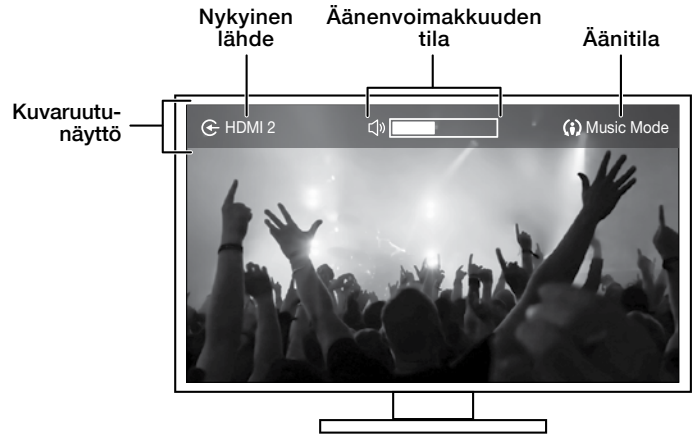 Nykyinen
lähde
Äänenvoimakkuuden
tila
Äänitila
Kuvaruutu-
näyttö
HDMI 2
Music Mode